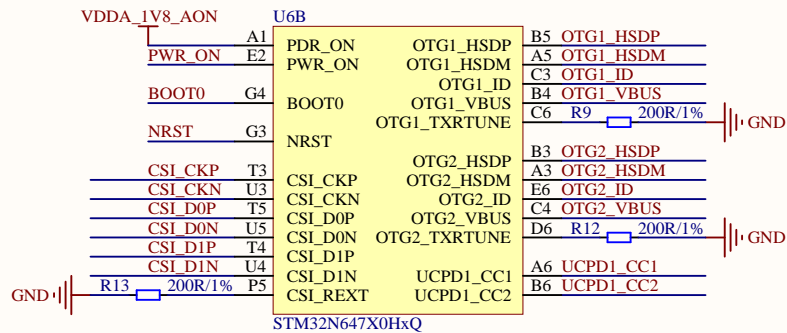 VDDA_1V8_AON
U6B
A1 PDR_ON OTG1_HSDP B5 OTG1_HSDP
PWR_ON E2 PWR_ON OTG1_HSDM A5 OTG1_HSDM
OTG1_ID C3 OTG1_ID
BOOT0 G4 BOOT0 OTG1_VBUS B4 OTG1_VBUS
OTG1_TXRTUNE C6 R9 200R/1% GND
NRST G3 NRST
OTG2_HSDP B3 OTG2_HSDP
CSI_CKP T3 CSI_CKP OTG2_HSDM A3 OTG2_HSDM
CSI_CKN U3 CSI_CKN OTG2_ID E6 OTG2_ID
CSI_D0P T5 CSI_D0P OTG2_VBUS C4 OTG2_VBUS
CSI_D0N U5 CSI_D0N OTG2_TXRTUNE D6 R12 200R/1% GND
CSI_D1P T4 CSI_D1P
CSI_D1N U4 CSI_D1N UCPD1_CC1 A6 UCPD1_CC1
GND R13 200R/1% P5 CSI_REXT UCPD1_CC2 B6 UCPD1_CC2
STM32N647X0HxQ